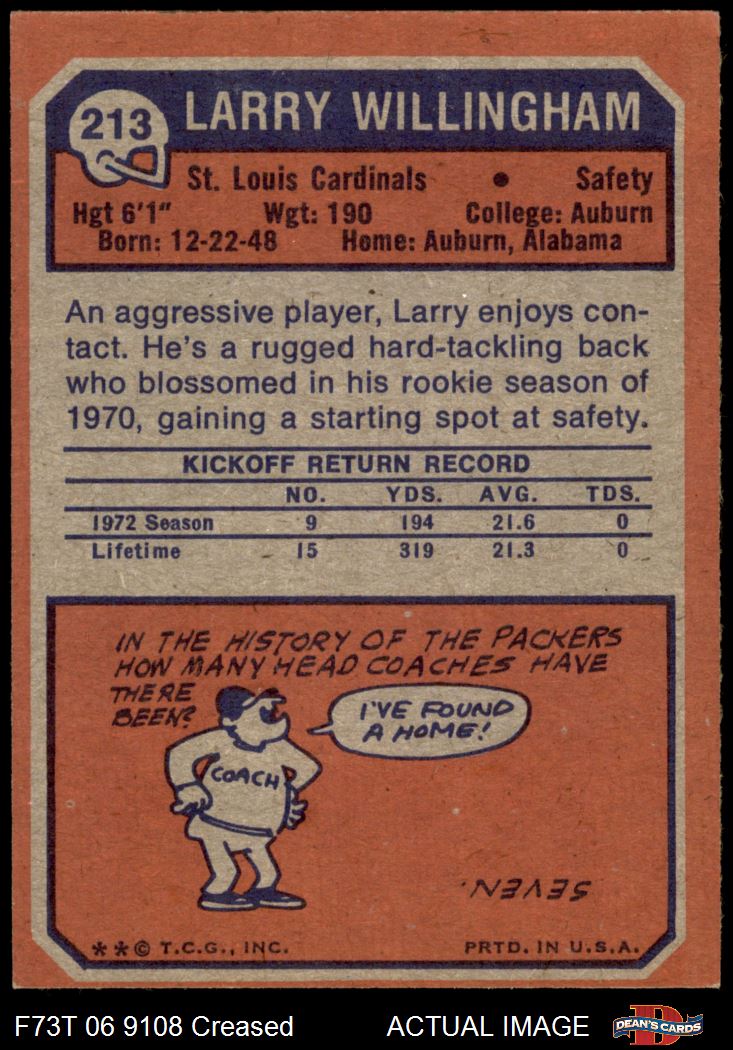 213
LARRY WILLINGHAM
St. Louis Cardinals • Safety
Hgt 6'1" Wgt: 190 College: Auburn
Born: 12-22-48 Home: Auburn, Alabama
An aggressive player, Larry enjoys con-
tact. He's a rugged hard-tackling back
who blossomed in his rookie season of
1970, gaining a starting spot at safety.
KICKOFF RETURN RECORD
NO. YDS. AVG. TDS.
1972 Season 9 194 21.6 0
Lifetime 15 319 21.3 0
IN THE HISTORY OF THE PACKERS
HOW MANY HEAD COACHES HAVE
THERE
BEEN?
I'VE FOUND
A HOME!
COACH
SEVEN.
**© T.C.G., INC. PRTD. IN U.S.A.
F73T 06 9108 Creased ACTUAL IMAGE
D
DEAN'S CARDS